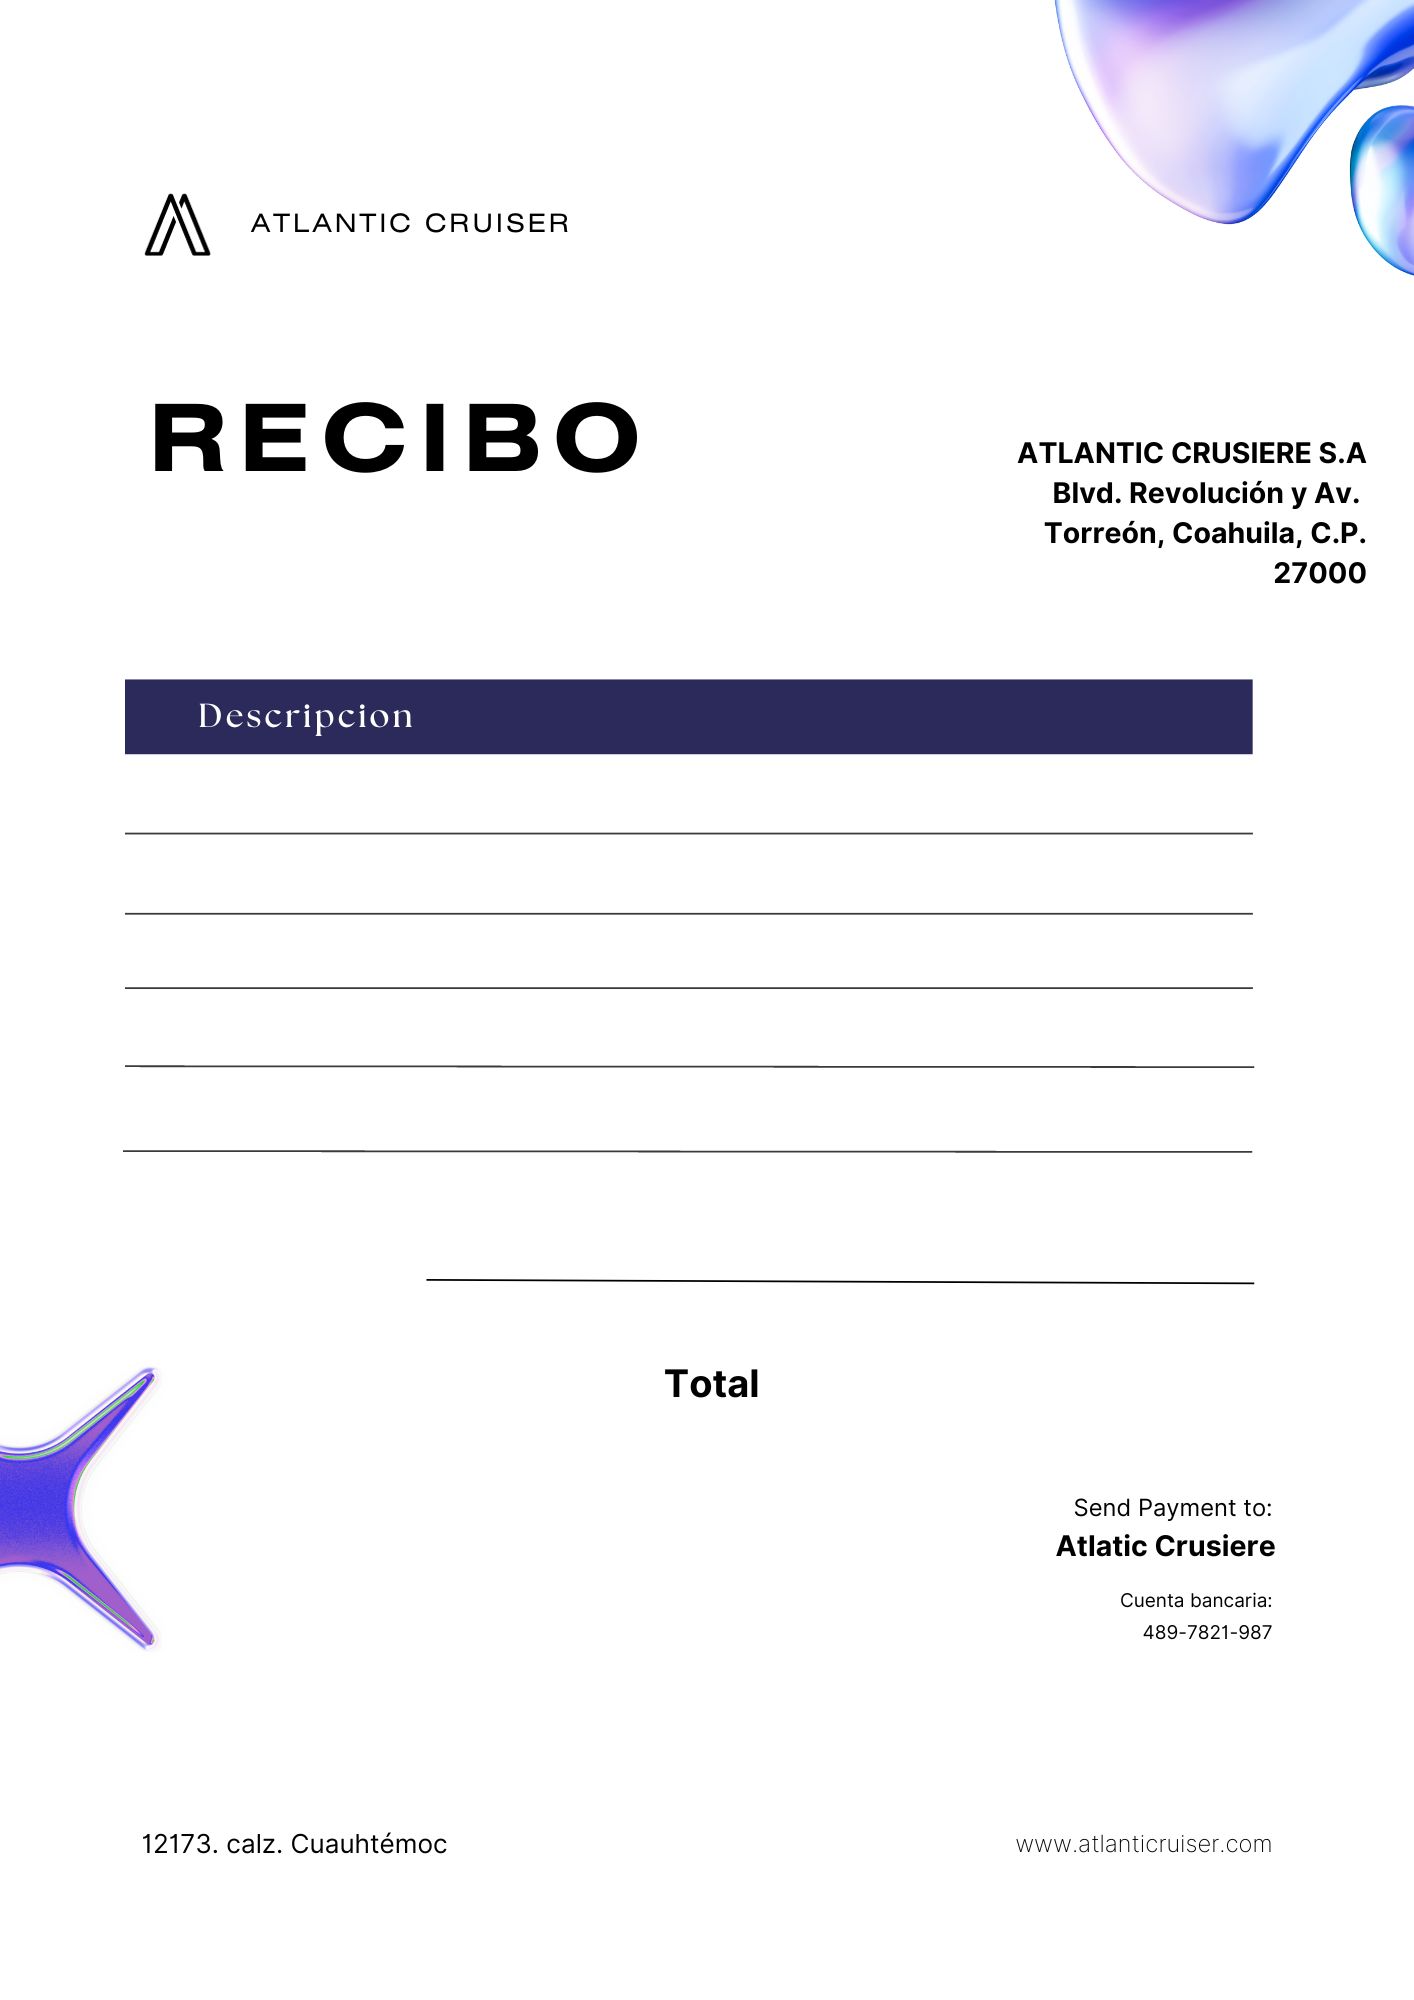 ATLANTIC CRUISER
RECIBO
ATLANTIC CRUSIERE S.A
Blvd. Revolución y Av.
Torreón, Coahuila, C.P.
27000
Descripcion
Total
Send Payment to:
Atlatic Crusiere
Cuenta bancaria:
489-7821-987
12173. calz. Cuauhtémoc
www.atlanticruiser.com